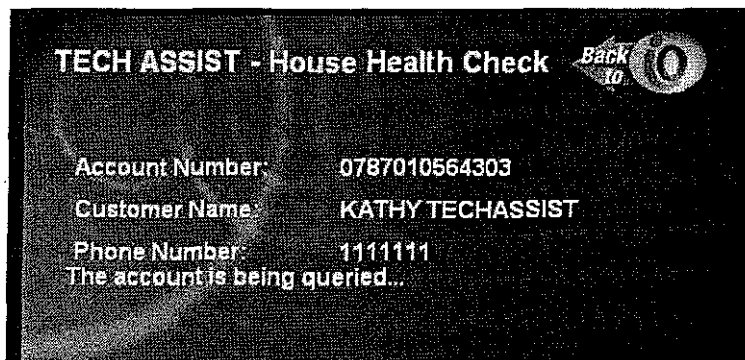 TECH ASSIST - House Health Check
Back
to iO
Account Number: 0787010564303
Customer Name: KATHY TECHASSIST
Phone Number: 1111111
The account is being queried...